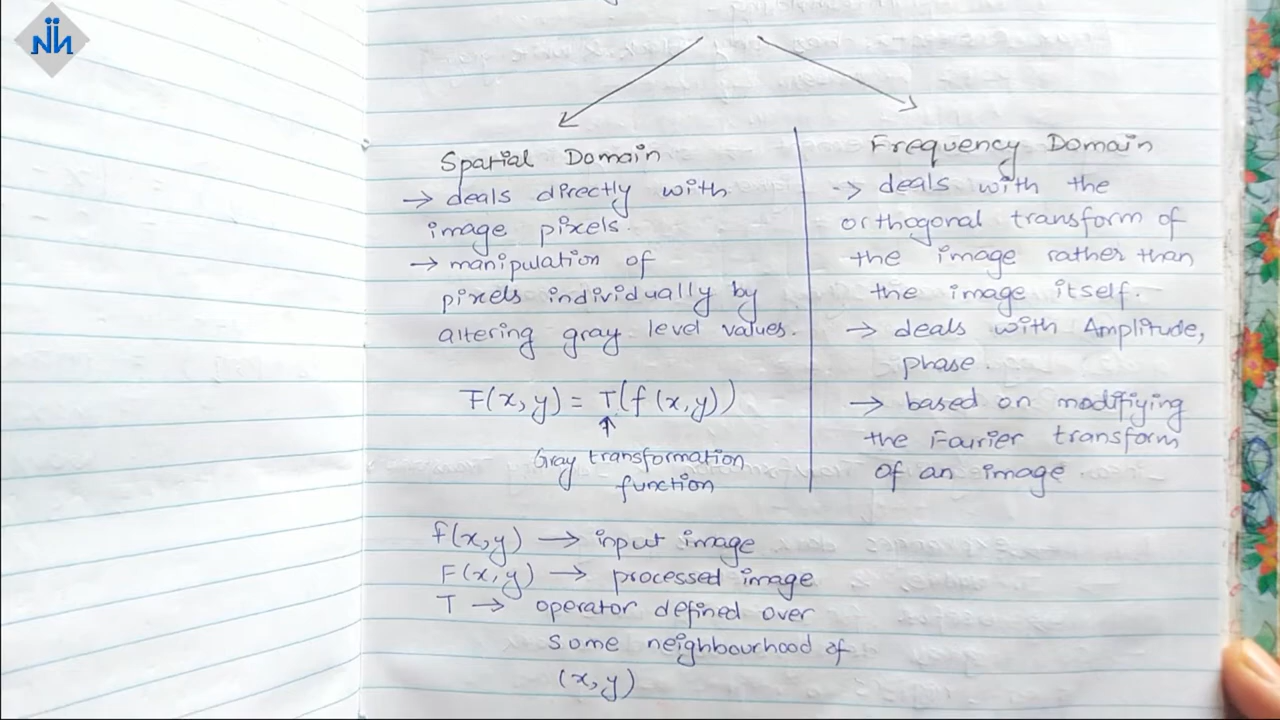 NIN
Spatial Domain
→ deals directly with
image pixels.
→ manipulation of
pixels individually by
altering gray level values.
F(x,y) = T(f(x,y))
↑
Gray transformation
function
Frequency Domain
-> deals with the
orthogonal transform of
the image rather than
the image itself.
→ deals with Amplitude,
phase.
→ based on modifiying
the Fourier transform
of an image
f(x,y) → input image
F(x,y) → processed image
T → operator defined over
some neighbourhood of
(x,y)